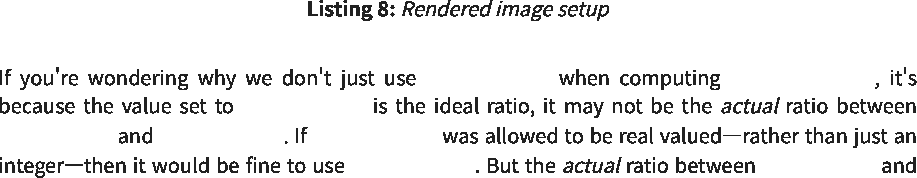 Listing 8: Rendered image setup
If you're wondering why we don't just use when computing , it's
because the value set to is the ideal ratio, it may not be the actual ratio between
and . If was allowed to be real valued—rather than just an
integer—then it would be fine to use . But the actual ratio between and